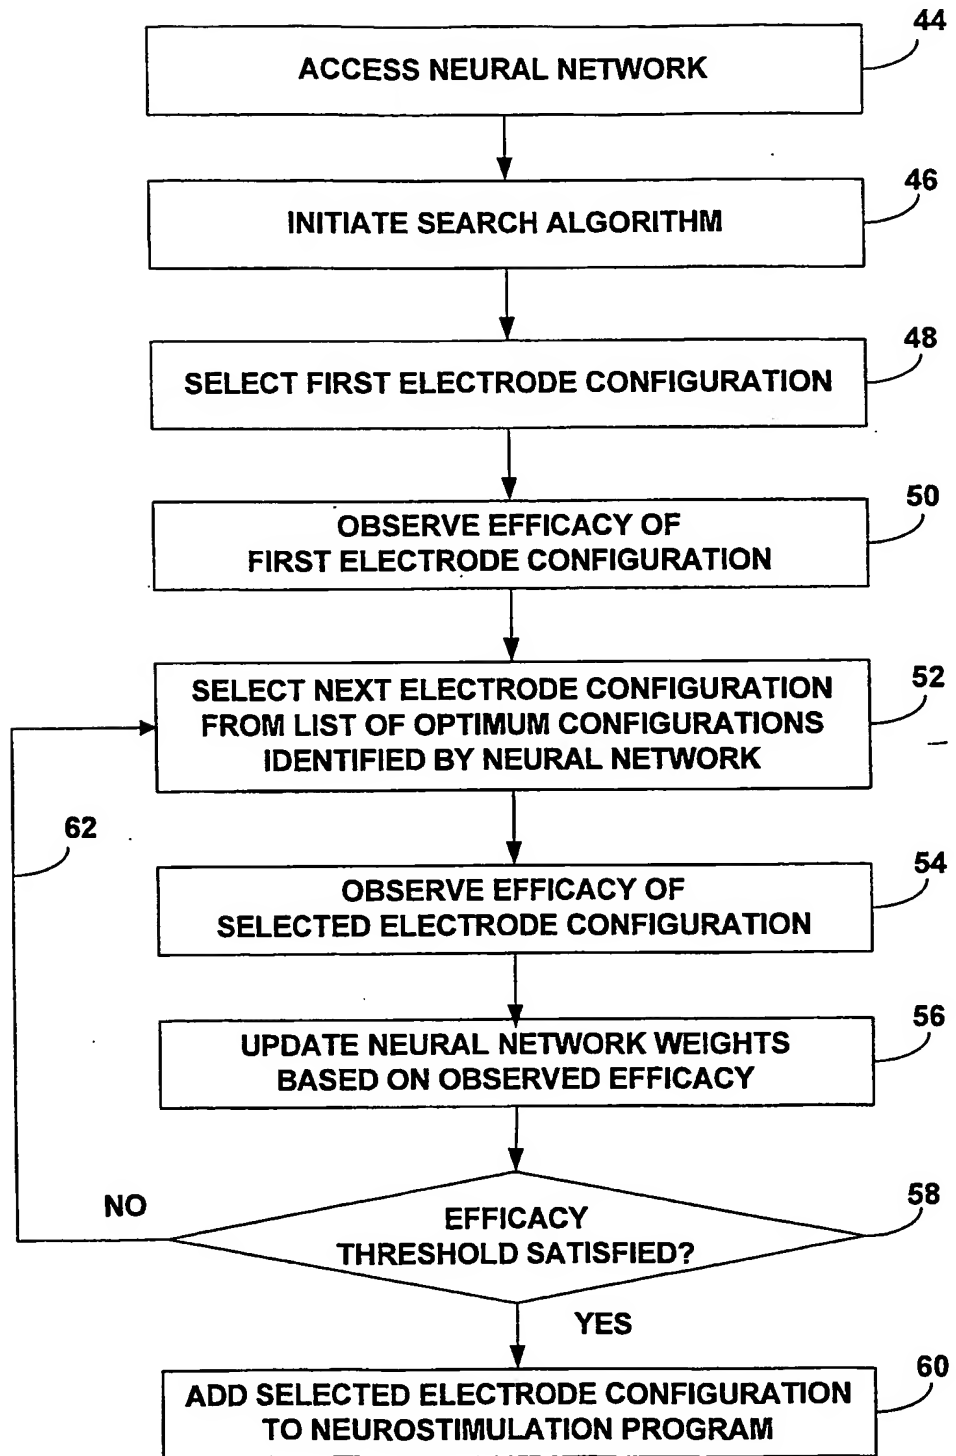 44
ACCESS NEURAL NETWORK
46
INITIATE SEARCH ALGORITHM
48
SELECT FIRST ELECTRODE CONFIGURATION
50
OBSERVE EFFICACY OF
FIRST ELECTRODE CONFIGURATION
52
SELECT NEXT ELECTRODE CONFIGURATION
FROM LIST OF OPTIMUM CONFIGURATIONS
IDENTIFIED BY NEURAL NETWORK
62
54
OBSERVE EFFICACY OF
SELECTED ELECTRODE CONFIGURATION
56
UPDATE NEURAL NETWORK WEIGHTS
BASED ON OBSERVED EFFICACY
NO
58
EFFICACY
THRESHOLD SATISFIED?
YES
60
ADD SELECTED ELECTRODE CONFIGURATION
TO NEUROSTIMULATION PROGRAM